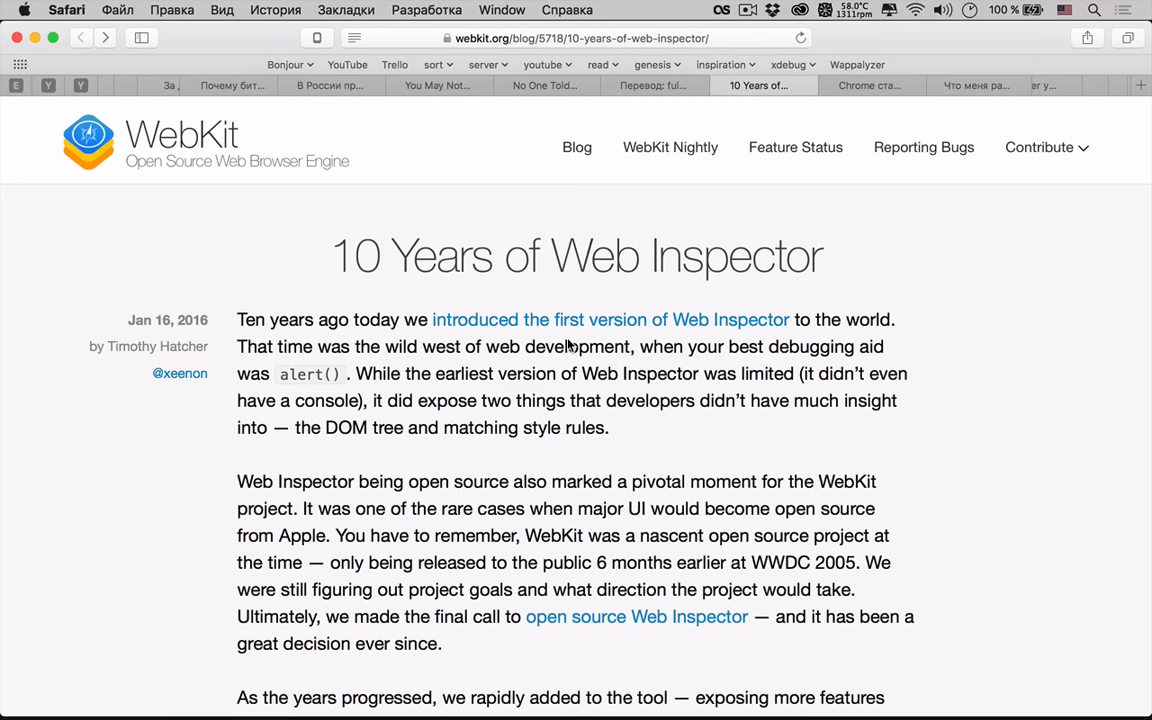 Safari Файл Правка Вид История Закладки Разработка Window Справка OS 58.0°C 1311rpm 100 %
webkit.org/blog/5718/10-years-of-web-inspector/
Bonjour YouTube Trello sort server youtube read genesis inspiration xdebug Wappalyzer
E Y Y За Почему бит... В России пр... You May Not... No One Told... Перевод: ful... 10 Years of... Chrome ста... Что меня ра... er y...
WebKit
Open Source Web Browser Engine
Blog WebKit Nightly Feature Status Reporting Bugs Contribute
10 Years of Web Inspector
Jan 16, 2016
by Timothy Hatcher
@xeenon
Ten years ago today we introduced the first version of Web Inspector to the world.
That time was the wild west of web development, when your best debugging aid
was alert(). While the earliest version of Web Inspector was limited (it didn’t even
have a console), it did expose two things that developers didn’t have much insight
into — the DOM tree and matching style rules.
Web Inspector being open source also marked a pivotal moment for the WebKit
project. It was one of the rare cases when major UI would become open source
from Apple. You have to remember, WebKit was a nascent open source project at
the time — only being released to the public 6 months earlier at WWDC 2005. We
were still figuring out project goals and what direction the project would take.
Ultimately, we made the final call to open source Web Inspector — and it has been a
great decision ever since.
As the years progressed, we rapidly added to the tool — exposing more features